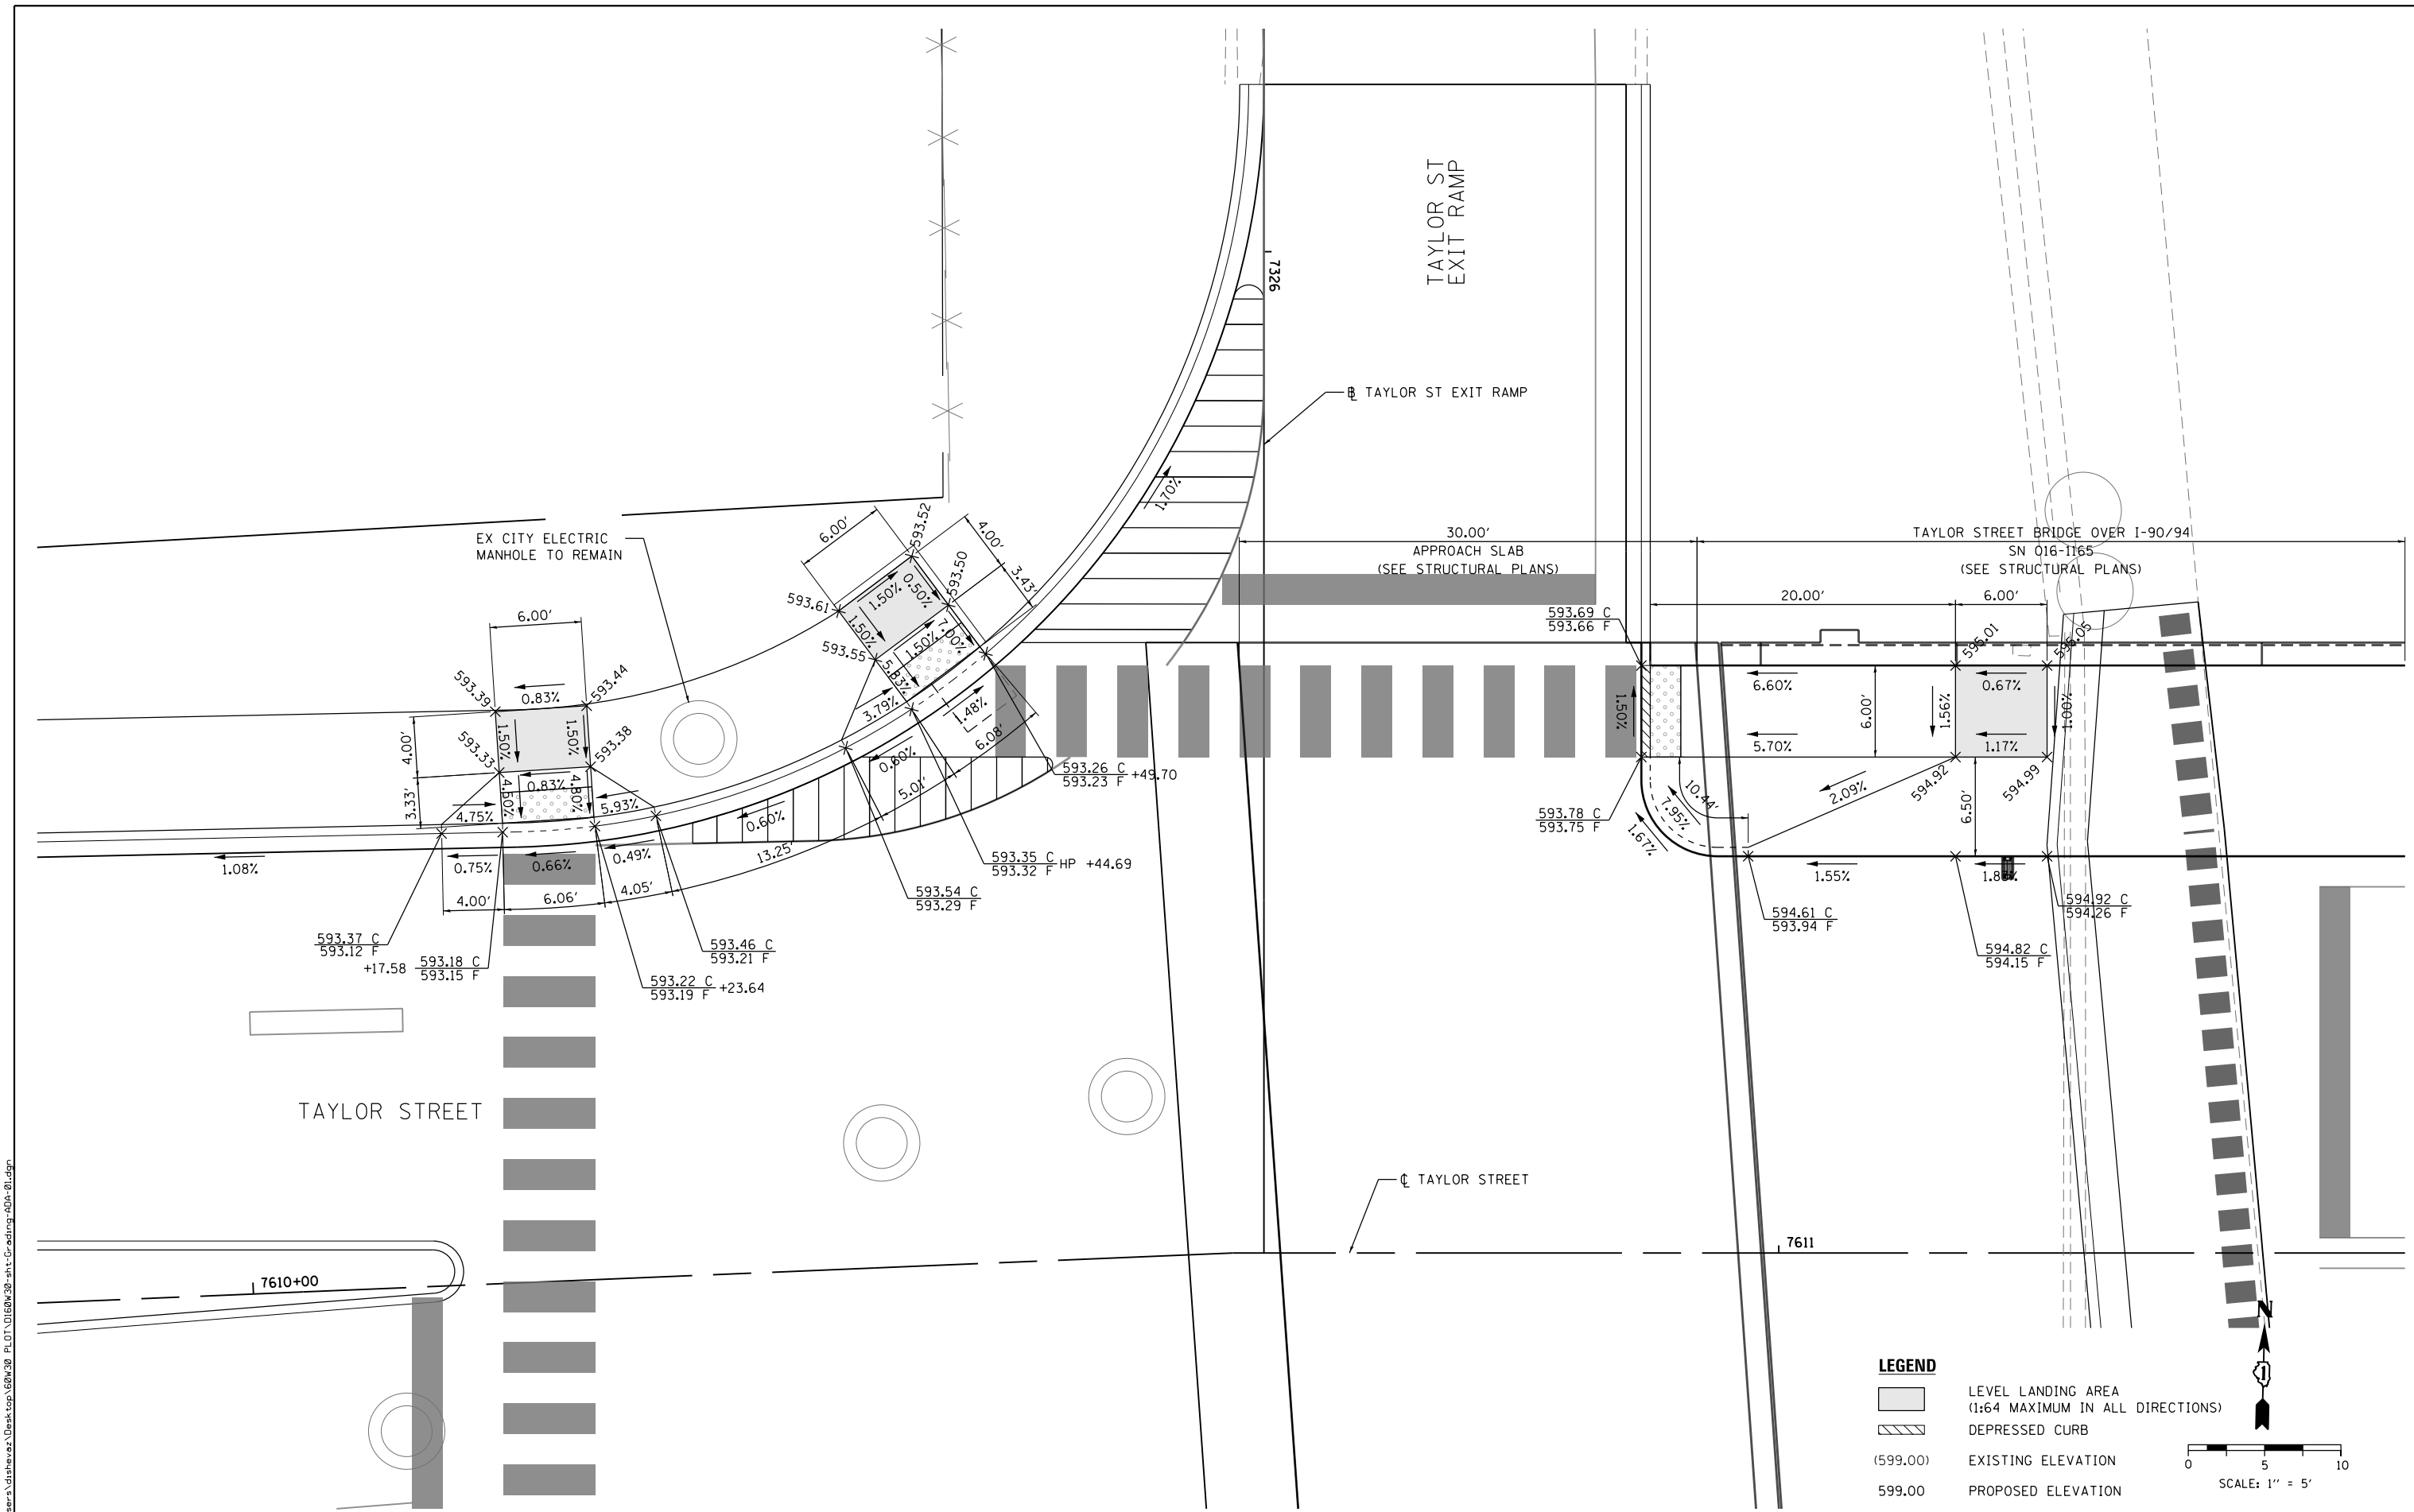 TAYLOR ST
EXIT RAMP
7326
℄ TAYLOR ST EXIT RAMP
1.70%
EX CITY ELECTRIC
MANHOLE TO REMAIN
30.00'
APPROACH SLAB
(SEE STRUCTURAL PLANS)
TAYLOR STREET BRIDGE OVER I-90/94
SN 016-1165
(SEE STRUCTURAL PLANS)
6.00'
593.52
4.00'
593.50
3.43'
593.61
1.50%
0.50%
1.50%
593.55
1.50%
7.00%
5.83%
3.79%
1.48%
6.08'
0.60%
5.01'
6.00'
593.39
0.83%
593.44
4.00'
1.50%
1.50%
593.33
593.38
3.33'
4.50%
0.83%
4.80%
4.75%
5.93%
1.08%
0.75%
0.66%
0.49%
0.60%
13.25'
4.00'
6.06'
4.05'
593.26 C
593.23 F
+49.70
593.35 C
593.32 F
HP +44.69
593.54 C
593.29 F
593.37 C
593.12 F
+17.58
593.18 C
593.15 F
593.46 C
593.21 F
593.22 C
593.19 F
+23.64
593.69 C
593.66 F
20.00'
6.00'
595.01
595.05
6.60%
0.67%
1.50%
6.00'
1.56%
1.00%
5.70%
1.17%
10.44'
2.09%
594.92
594.99
7.95%
6.50'
593.78 C
593.75 F
1.67%
1.55%
594.61 C
593.94 F
594.92 C
594.26 F
594.82 C
594.15 F
TAYLOR STREET
℄ TAYLOR STREET
7610+00
7611
N
1
LEGEND
LEVEL LANDING AREA
(1:64 MAXIMUM IN ALL DIRECTIONS)
DEPRESSED CURB
(599.00) EXISTING ELEVATION
599.00 PROPOSED ELEVATION
0 5 10
SCALE: 1" = 5'